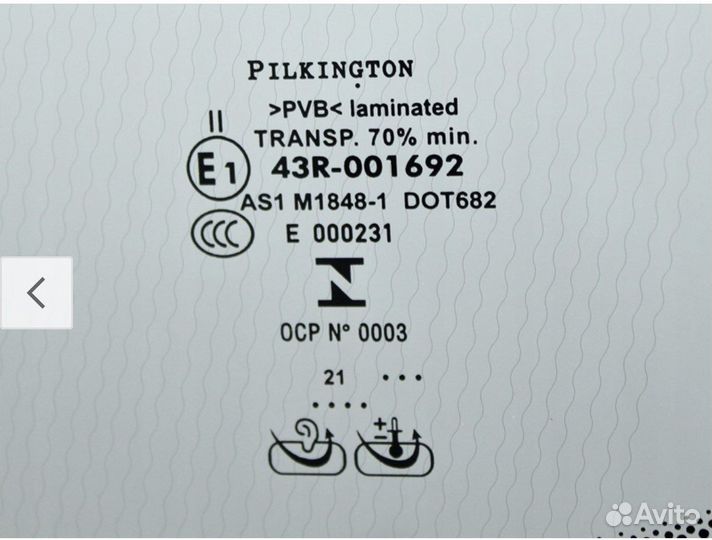 PILKINGTON
>PVB< laminated
II
TRANSP. 70% min.
E1 43R-001692
AS1 M1848-1 DOT682
CCC E 000231
OCP N° 0003
21 •••
••••
±
Avito